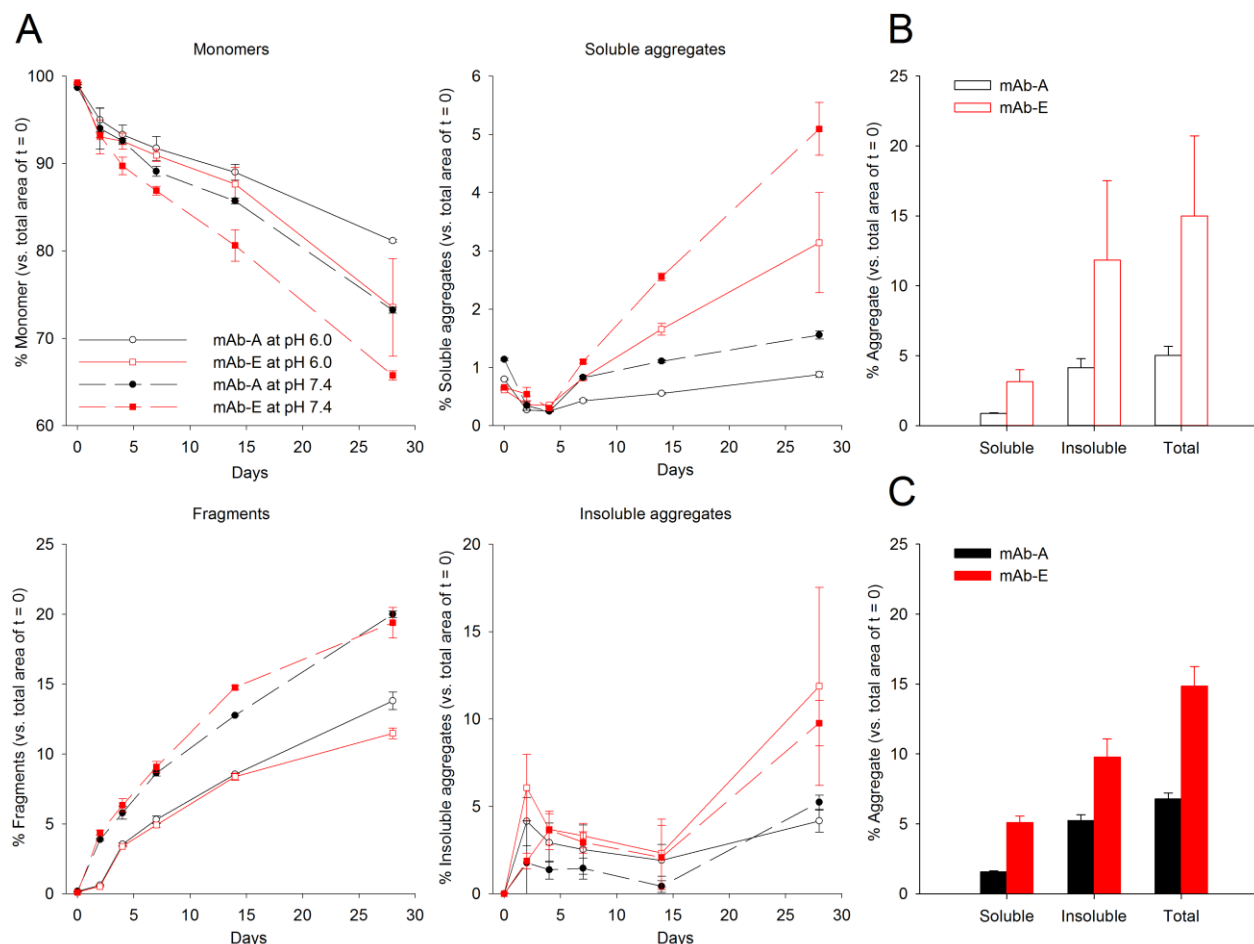 A
Monomers
% Monomer (vs. total area of t = 0)
100
90
80
70
60
mAb-A at pH 6.0
mAb-E at pH 6.0
mAb-A at pH 7.4
mAb-E at pH 7.4
0 5 10 15 20 25 30
Days
Soluble aggregates
% Soluble aggregates (vs. total area of t = 0)
6
5
4
3
2
1
0
0 5 10 15 20 25 30
Days
B
% Aggregate (vs. total area of t = 0)
25
20
15
10
5
0
mAb-A
mAb-E
Soluble Insoluble Total
Fragments
% Fragments (vs. total area of t = 0)
25
20
15
10
5
0
0 5 10 15 20 25 30
Days
Insoluble aggregates
% Insoluble aggregates (vs. total area of t = 0)
20
15
10
5
0
0 5 10 15 20 25 30
Days
C
% Aggregate (vs. total area of t = 0)
25
20
15
10
5
0
mAb-A
mAb-E
Soluble Insoluble Total